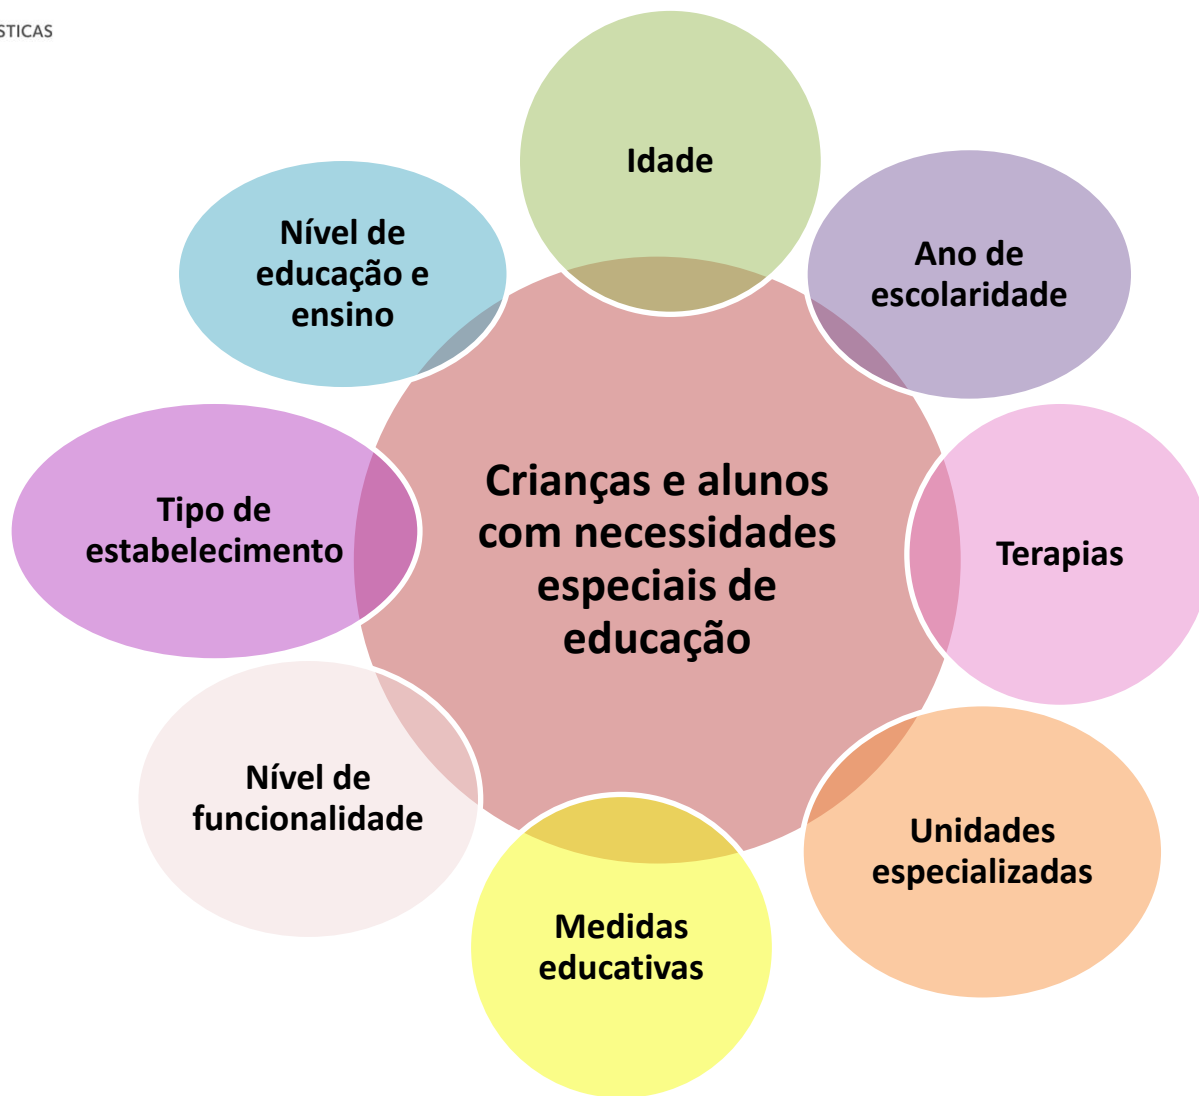 STICAS
Idade
Nível de
educação e
ensino
Ano de
escolaridade
Crianças e alunos
com necessidades
especiais de
educação
Tipo de
estabelecimento
Terapias
Nível de
funcionalidade
Unidades
especializadas
Medidas
educativas